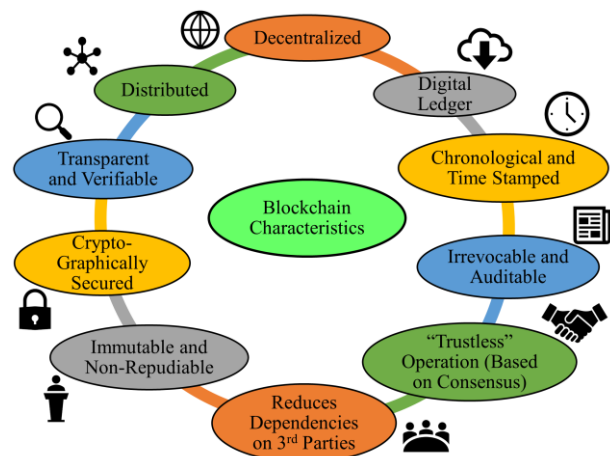 Decentralized
Digital
Ledger
Chronological and
Time Stamped
Irrevocable and
Auditable
“Trustless”
Operation (Based
on Consensus)
Reduces
Dependencies
on 3rd Parties
Immutable and
Non-Repudiable
Crypto-
Graphically
Secured
Transparent
and Verifiable
Distributed
Blockchain
Characteristics